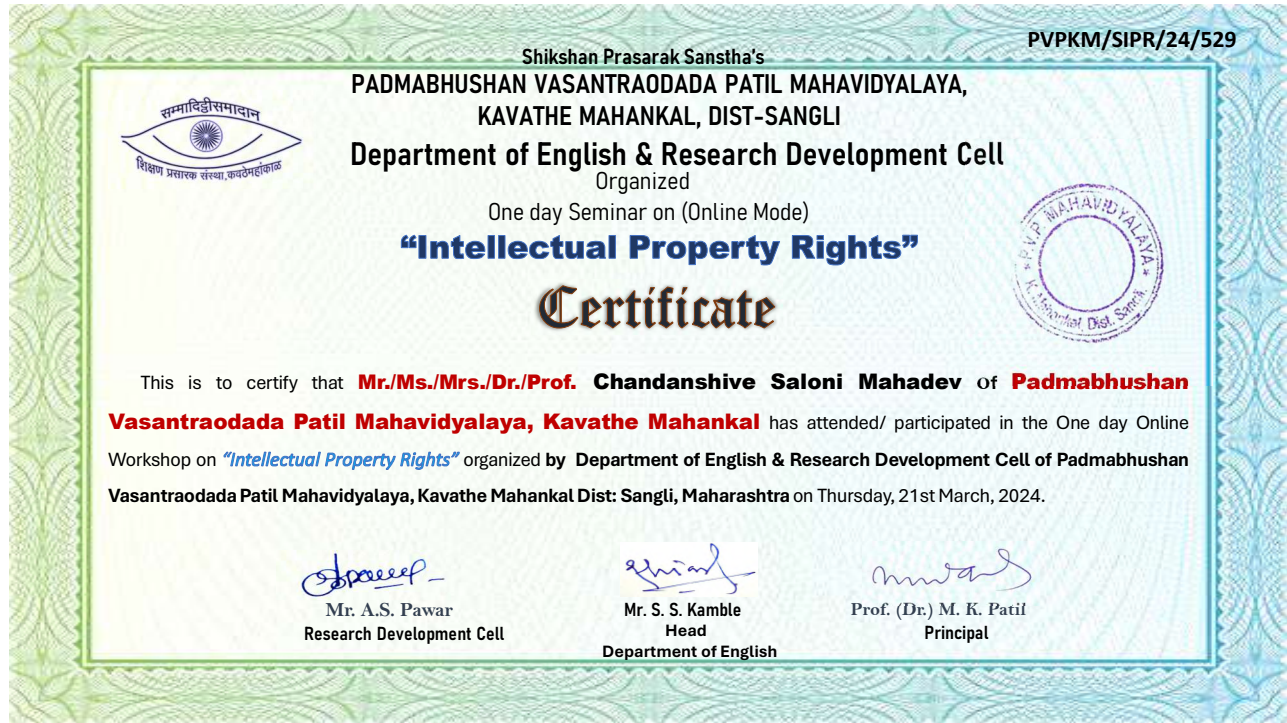 PVPKM/SIPR/24/529
Shikshan Prasarak Sanstha's
PADMABHUSHAN VASANTRAODADA PATIL MAHAVIDYALAYA,
KAVATHE MAHANKAL, DIST-SANGLI
सम्मादिट्ठीसमादान
शिक्षण प्रसारक संस्था,कवठेमहांकाळ
Department of English & Research Development Cell
Organized
One day Seminar on (Online Mode)
“Intellectual Property Rights”
P.V.P. MAHAVIDYALAYA
K. Mahankal, Dist. Sangli.
Certificate
This is to certify that Mr./Ms./Mrs./Dr./Prof. Chandanshive Saloni Mahadev Of Padmabhushan
Vasantraodada Patil Mahavidyalaya, Kavathe Mahankal has attended/ participated in the One day Online
Workshop on “Intellectual Property Rights” organized by Department of English & Research Development Cell of Padmabhushan
Vasantraodada Patil Mahavidyalaya, Kavathe Mahankal Dist: Sangli, Maharashtra on Thursday, 21st March, 2024.
Mr. A.S. Pawar
Research Development Cell
Mr. S. S. Kamble
Head
Department of English
Prof. (Dr.) M. K. Patil
Principal